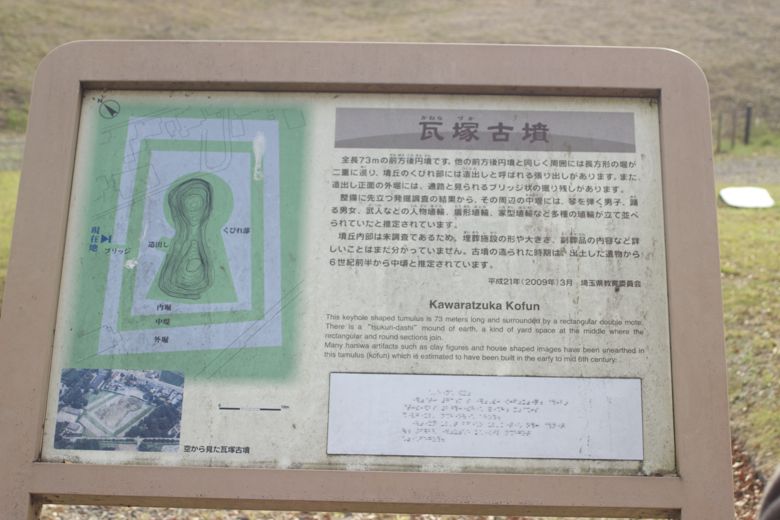 N
現在地
ブリッジ
造出し
くびれ部
内堀
中堤
外堀
空から見た瓦塚古墳
かわら づか
瓦塚古墳
全長73mの前方後円墳です。他の前方後円墳と同じく周囲には長方形の堀が
二重に巡り、墳丘のくびれ部には造出しと呼ばれる張り出しがあります。また、
造出し正面の外堀には、通路と見られるブリッジ状の掘り残しがあります。
整備に先立つ発掘調査の結果から、その周辺の中堤には、琴を弾く男子、踊
る男女、武人などの人物埴輪、盾形埴輪、家型埴輪など多種の埴輪が立て並べ
られていたと推定されています。
墳丘内部は未調査であるため、埋葬施設の形や大きさ、副葬品の内容など詳
しいことはまだ分かっていません。古墳の造られた時期は、出土した遺物から
6世紀前半から中頃と推定されています。
平成21年(2009年)3月 埼玉県教育委員会
Kawaratzuka Kofun
This keyhole shaped tumulus is 73 meters long and surrounded by a rectangular double mote.
There is a "tsukuri-dashi" mound of earth, a kind of yard space at the middle where the
rectangular and round sections join.
Many haniwa artifacts such as clay figures and house shaped images have been unearthed in
this tumulus (kofun) which is estimated to have been built in the early to mid 6th century.